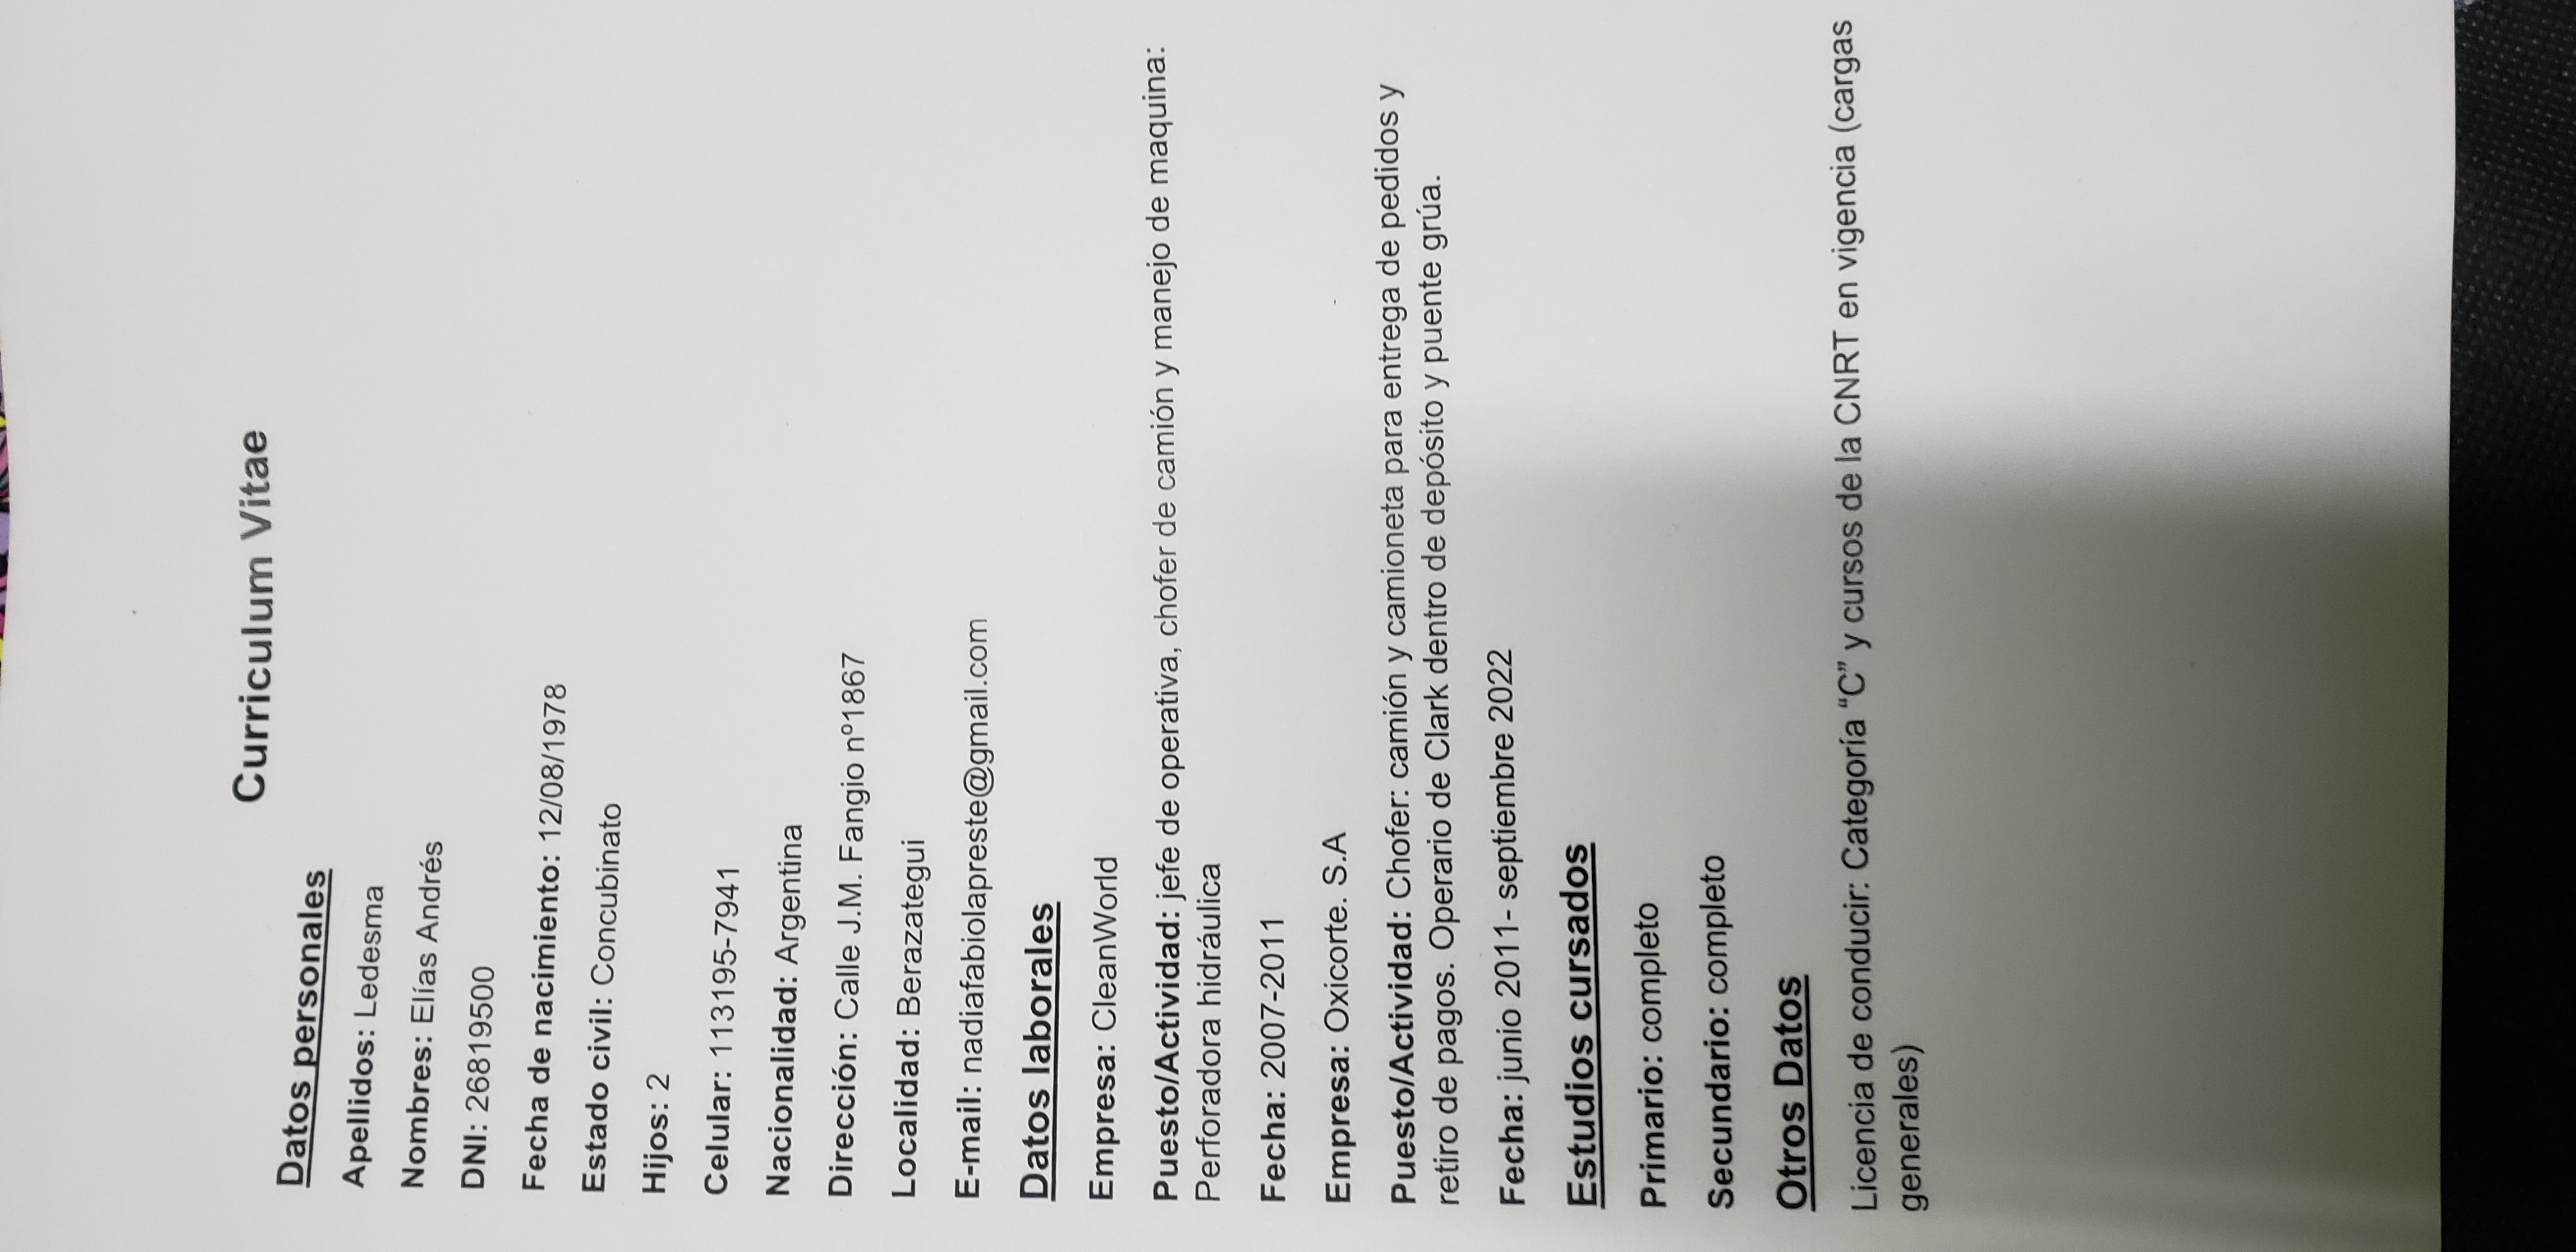 Curriculum Vitae
Datos personales
Apellidos: Ledesma
Nombres: Elías Andrés
DNI: 26819500
Fecha de nacimiento: 12/08/1978
Estado civil: Concubinato
Hijos: 2
Celular: 113195-7941
Nacionalidad: Argentina
Dirección: Calle J.M. Fangio nº1867
Localidad: Berazategui
E-mail: nadiafabiolapreste@gmail.com
Datos laborales
Empresa: CleanWorld
Puesto/Actividad: jefe de operativa, chofer de camión y manejo de maquina:
Perforadora hidráulica
Fecha: 2007-2011
Empresa: Oxicorte. S.A
Puesto/Actividad: Chofer: camión y camioneta para entrega de pedidos y
retiro de pagos. Operario de Clark dentro de depósito y puente grúa.
Fecha: junio 2011- septiembre 2022
Estudios cursados
Primario: completo
Secundario: completo
Otros Datos
Licencia de conducir: Categoría “C” y cursos de la CNRT en vigencia (cargas
generales)